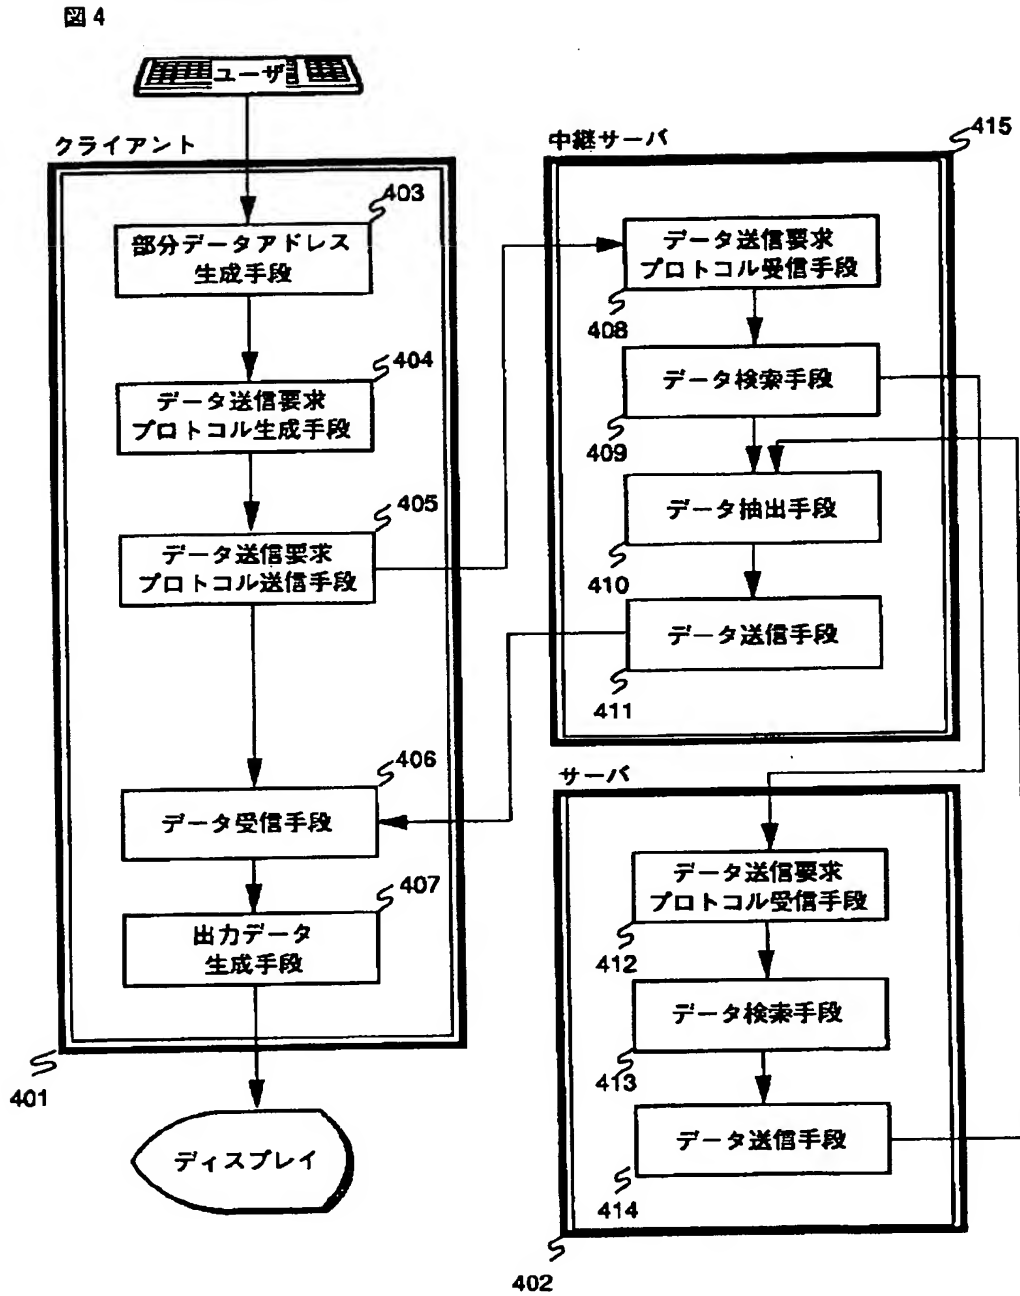 図4
ユーザ
クライアント
403
部分データアドレス
生成手段
404
データ送信要求
プロトコル生成手段
405
データ送信要求
プロトコル送信手段
406
データ受信手段
407
出力データ
生成手段
401
ディスプレイ
中継サーバ
415
データ送信要求
プロトコル受信手段
408
データ検索手段
409
データ抽出手段
410
データ送信手段
411
サーバ
データ送信要求
プロトコル受信手段
412
データ検索手段
413
データ送信手段
414
402